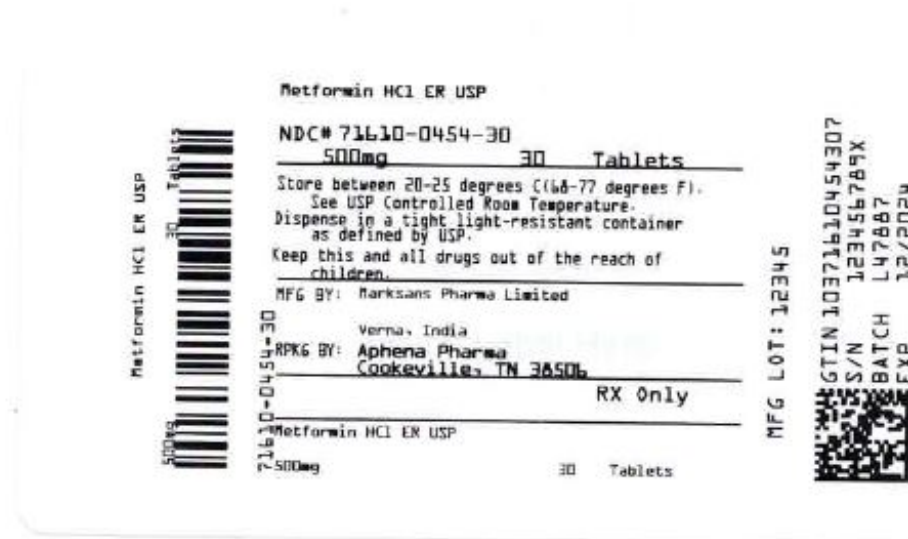 Metformin HCl ER USP
NDC# 71610-0454-30
500mg 30 Tablets
Store between 20-25 degrees C(68-77 degrees F).
See USP Controlled Room Temperature.
Dispense in a tight light-resistant container
as defined by USP.
Keep this and all drugs out of the reach of
children.
MFG BY: Marksans Pharma Limited
Verna, India
RPKG BY: Aphena Pharma
Cookeville, TN 38506
RX Only
Metformin HCl ER USP
500mg 30 Tablets
Metformin HCl ER USP
500mg 30 Tablets
71610-0454-30
MFG LOT: 12345
GTIN 10371610454307
S/N 123456789X
BATCH L47887
EXP 12/2024